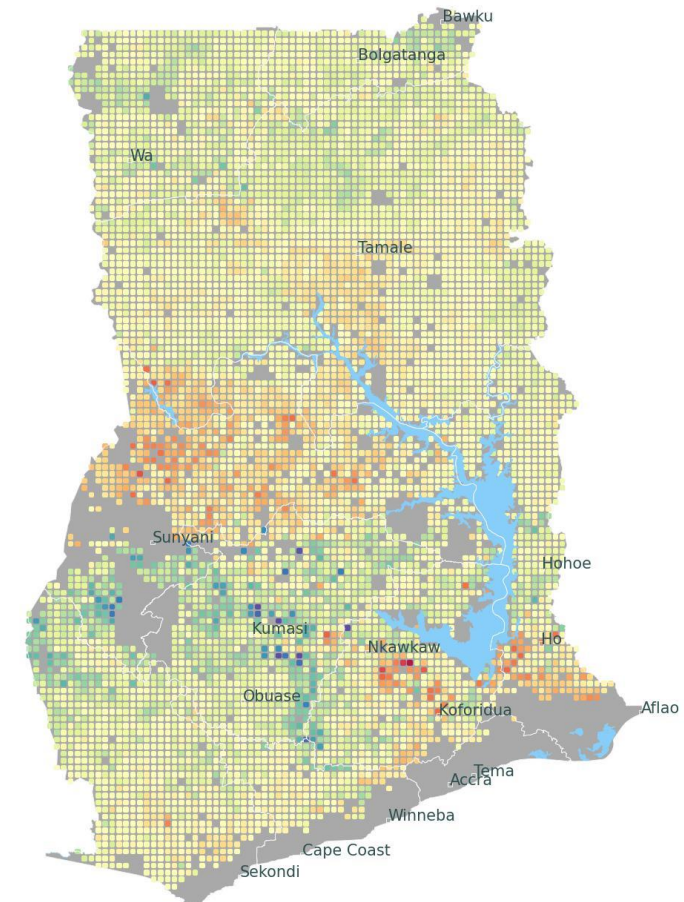 Bawku
Bolgatanga
Wa
Tamale
Sunyani
Hohoe
Kumasi
Ho
Nkawkaw
Obuase
Koforidua
Aflao
Tema
Accra
Winneba
Cape Coast
Sekondi